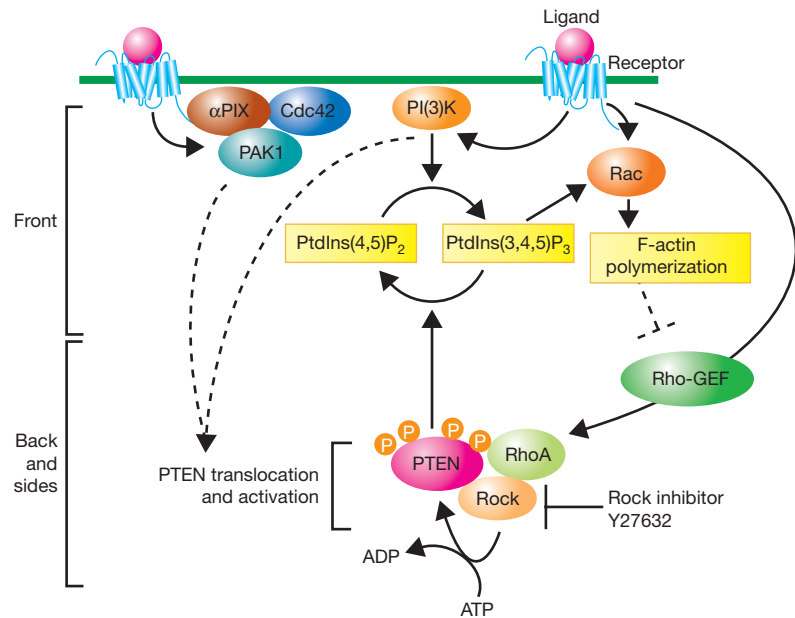 Ligand
Receptor
αPIX
Cdc42
PAK1
PI(3)K
Rac
Front
PtdIns(4,5)P2
PtdIns(3,4,5)P3
F-actin
polymerization
Rho-GEF
Back
and
sides
PTEN translocation
and activation
P
P
P
P
PTEN
RhoA
Rock
Rock inhibitor
Y27632
ADP
ATP